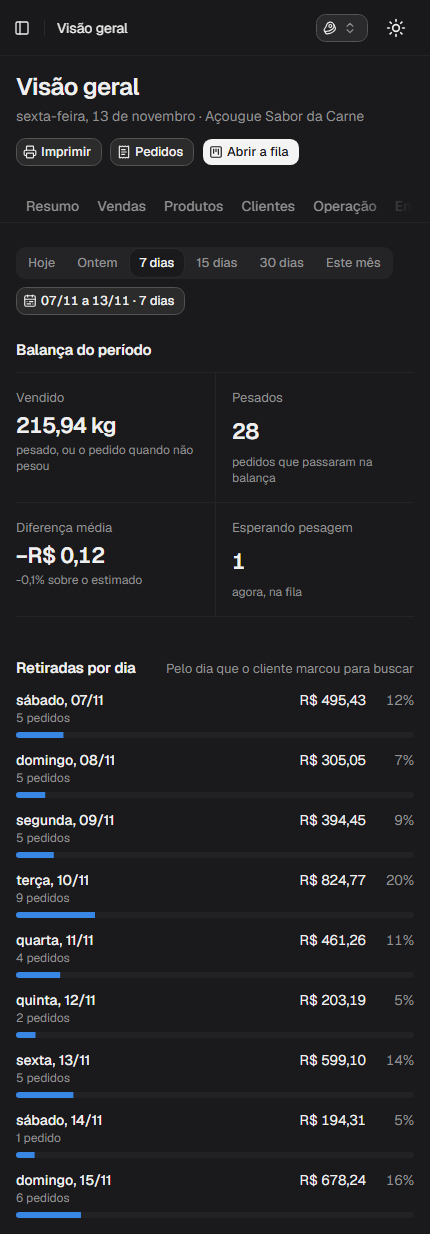 Visão geral
Visão geral
sexta-feira, 13 de novembro · Açougue Sabor da Carne
Imprimir
Pedidos
Abrir a fila
Resumo Vendas Produtos Clientes Operação
Hoje Ontem 7 dias 15 dias 30 dias Este mês
07/11 a 13/11 · 7 dias
Balança do período
Vendido
215,94 kg
pesado, ou o pedido quando não
pesou
Pesados
28
pedidos que passaram na
balança
Diferença média
−R$ 0,12
-0,1% sobre o estimado
Esperando pesagem
1
agora, na fila
Retiradas por dia
Pelo dia que o cliente marcou para buscar
sábado, 07/11 R$ 495,43 12%
5 pedidos
domingo, 08/11 R$ 305,05 7%
5 pedidos
segunda, 09/11 R$ 394,45 9%
5 pedidos
terça, 10/11 R$ 824,77 20%
9 pedidos
quarta, 11/11 R$ 461,26 11%
4 pedidos
quinta, 12/11 R$ 203,19 5%
2 pedidos
sexta, 13/11 R$ 599,10 14%
5 pedidos
sábado, 14/11 R$ 194,31 5%
1 pedido
domingo, 15/11 R$ 678,24 16%
6 pedidos